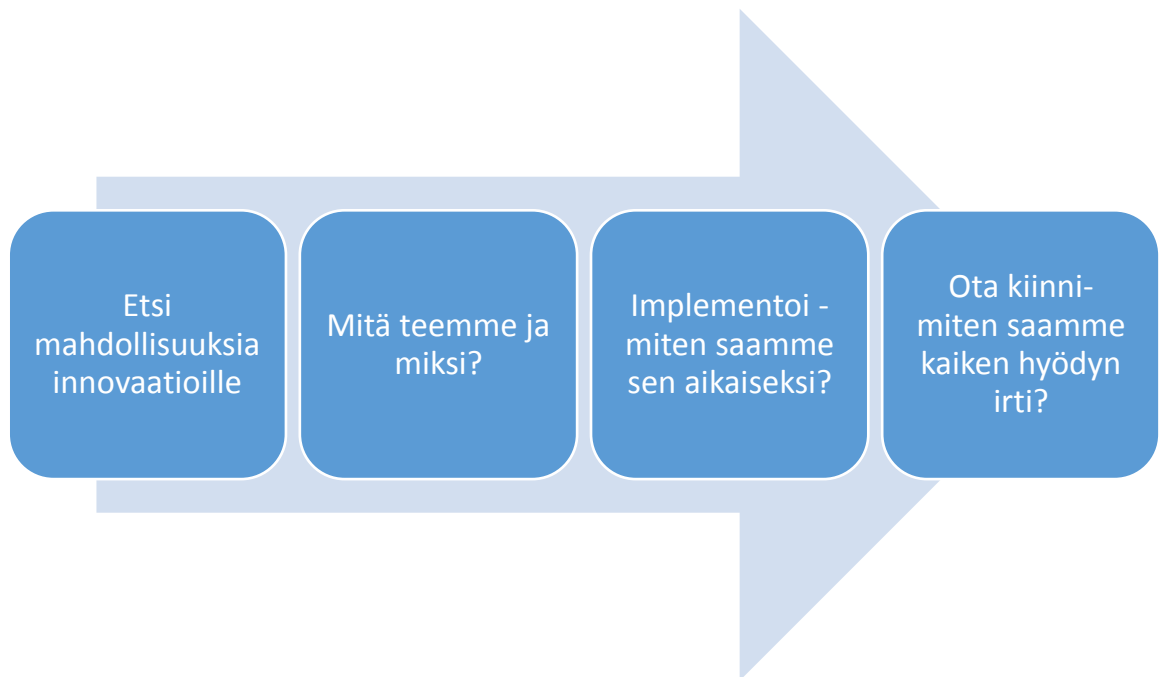 Etsi
mahdollisuuksia
innovaatioille
Mitä teemme ja
miksi?
Implementoi -
miten saamme
sen aikaiseksi?
Ota kiinni-
miten saamme
kaiken hyödyn
irti?